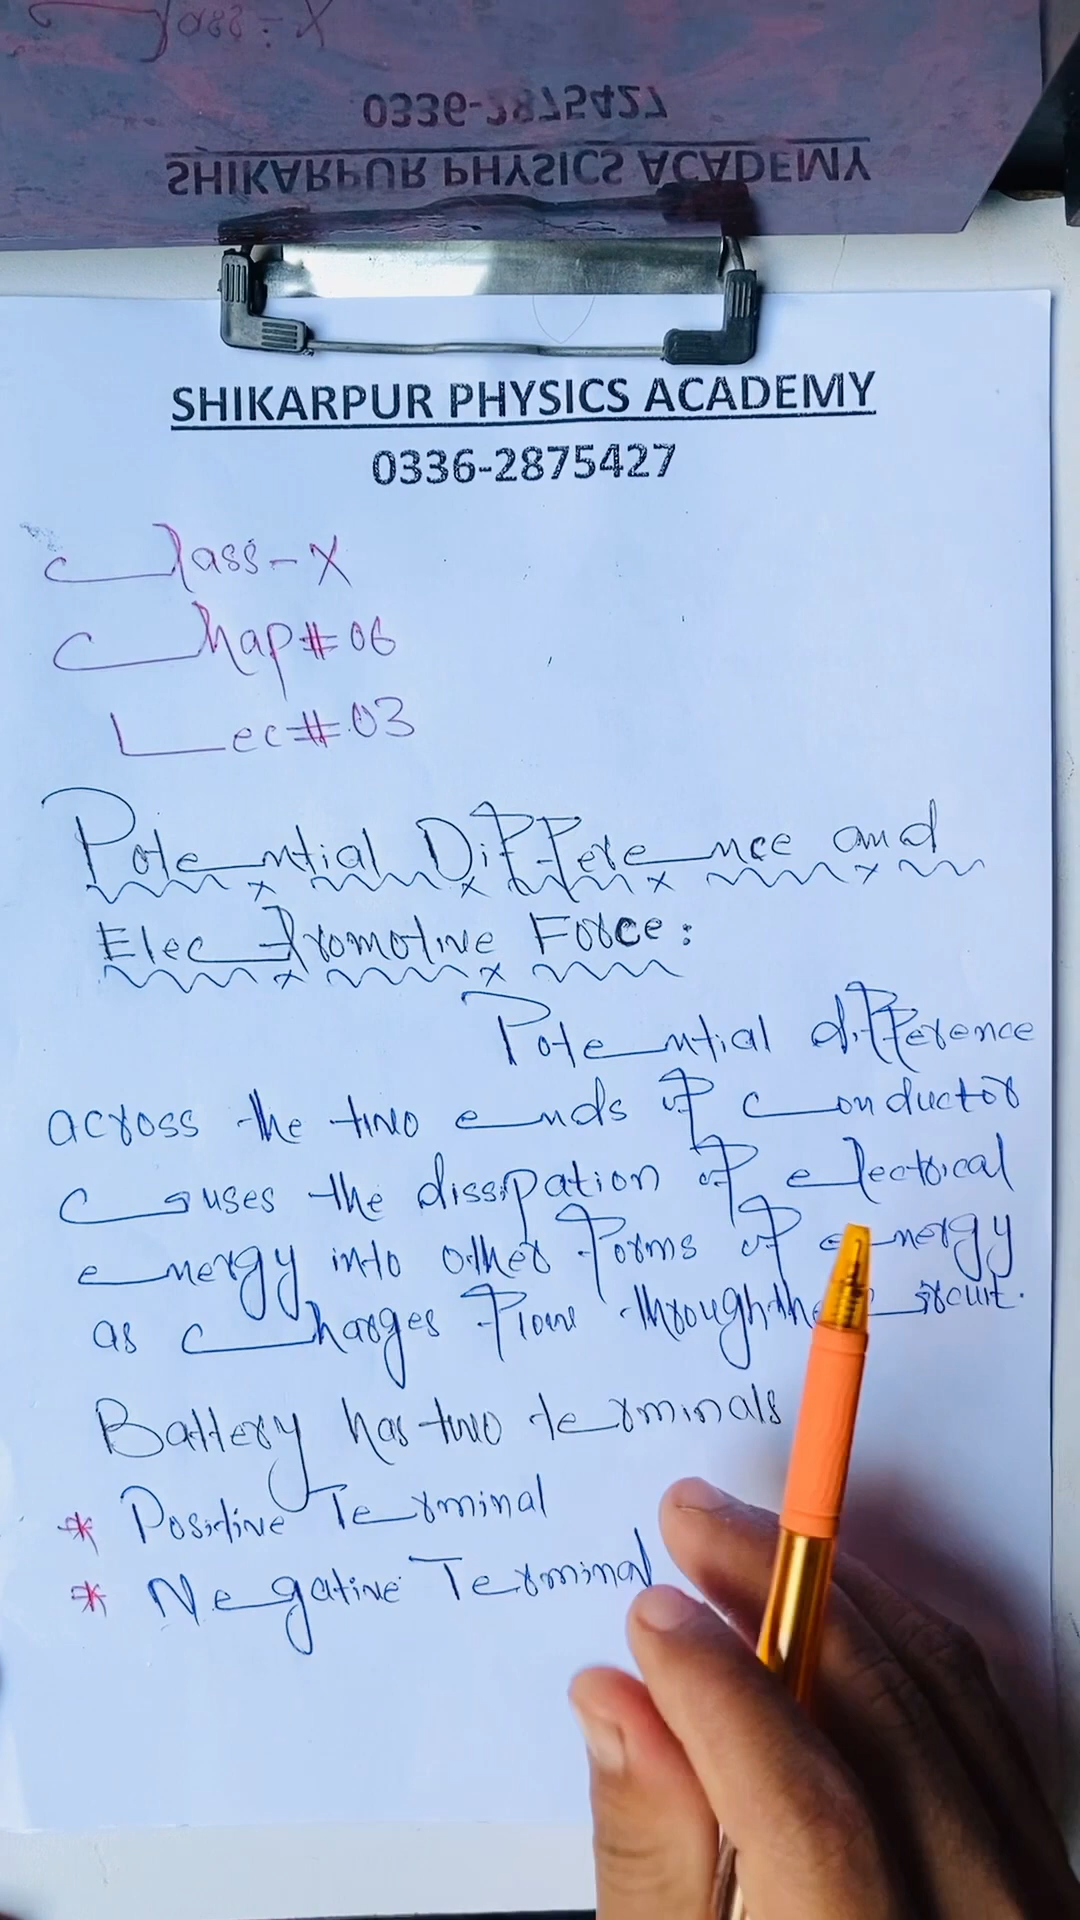 Class:- X
0336-2875427
SHIKARPUR PHYSICS ACADEMY
SHIKARPUR PHYSICS ACADEMY
0336-2875427
Class-X
Chap#06
Lec#03
Potential Difference and
Electromotive Force:
Potential difference
across the two ends of conductor
causes the dissipation of electorical
energy into other forms of energy
as charges flow through the circuit.
Battery has two terminals
* Positive Terminal
* Negative Terminal